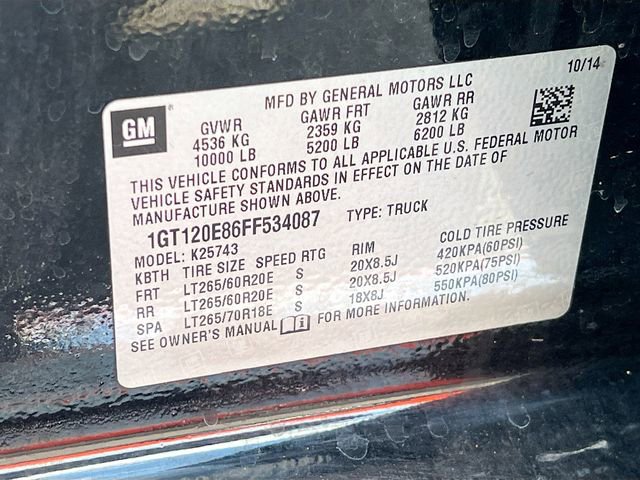 10/14
MFD BY GENERAL MOTORS LLC
GM
GVWR GAWR FRT GAWR RR
4536 KG 2359 KG 2812 KG
10000 LB 5200 LB 6200 LB
THIS VEHICLE CONFORMS TO ALL APPLICABLE U.S. FEDERAL MOTOR
VEHICLE SAFETY STANDARDS IN EFFECT ON THE DATE OF
MANUFACTURE SHOWN ABOVE.
1GT120E86FF534087 TYPE: TRUCK
MODEL: K25743
KBTH TIRE SIZE SPEED RTG RIM COLD TIRE PRESSURE
FRT LT265/60R20E S 20X8.5J 420KPA(60PSI)
RR LT265/60R20E S 20X8.5J 520KPA(75PSI)
SPA LT265/70R18E S 18X8J 550KPA(80PSI)
SEE OWNER'S MANUAL FOR MORE INFORMATION.